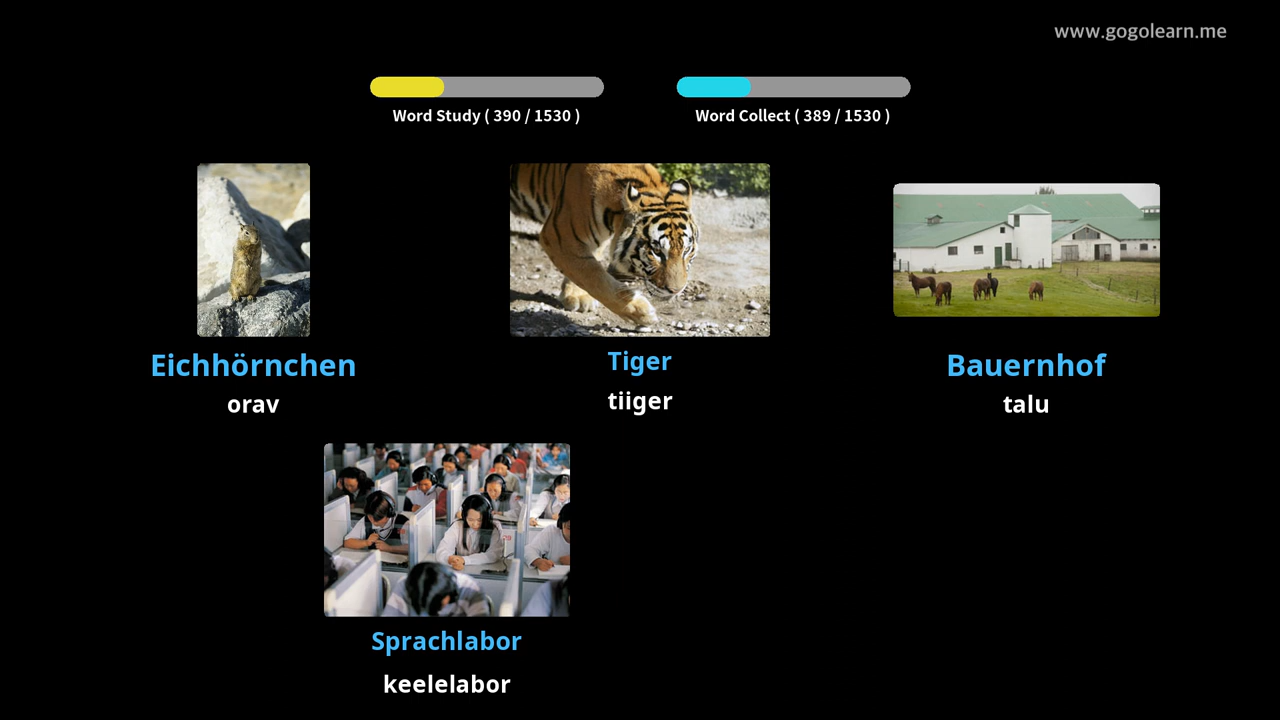 www.gogolearn.me
Word Study ( 390 / 1530 )
Word Collect ( 389 / 1530 )
Eichhörnchen
orav
Tiger
tiiger
Bauernhof
talu
Sprachlabor
keelelabor